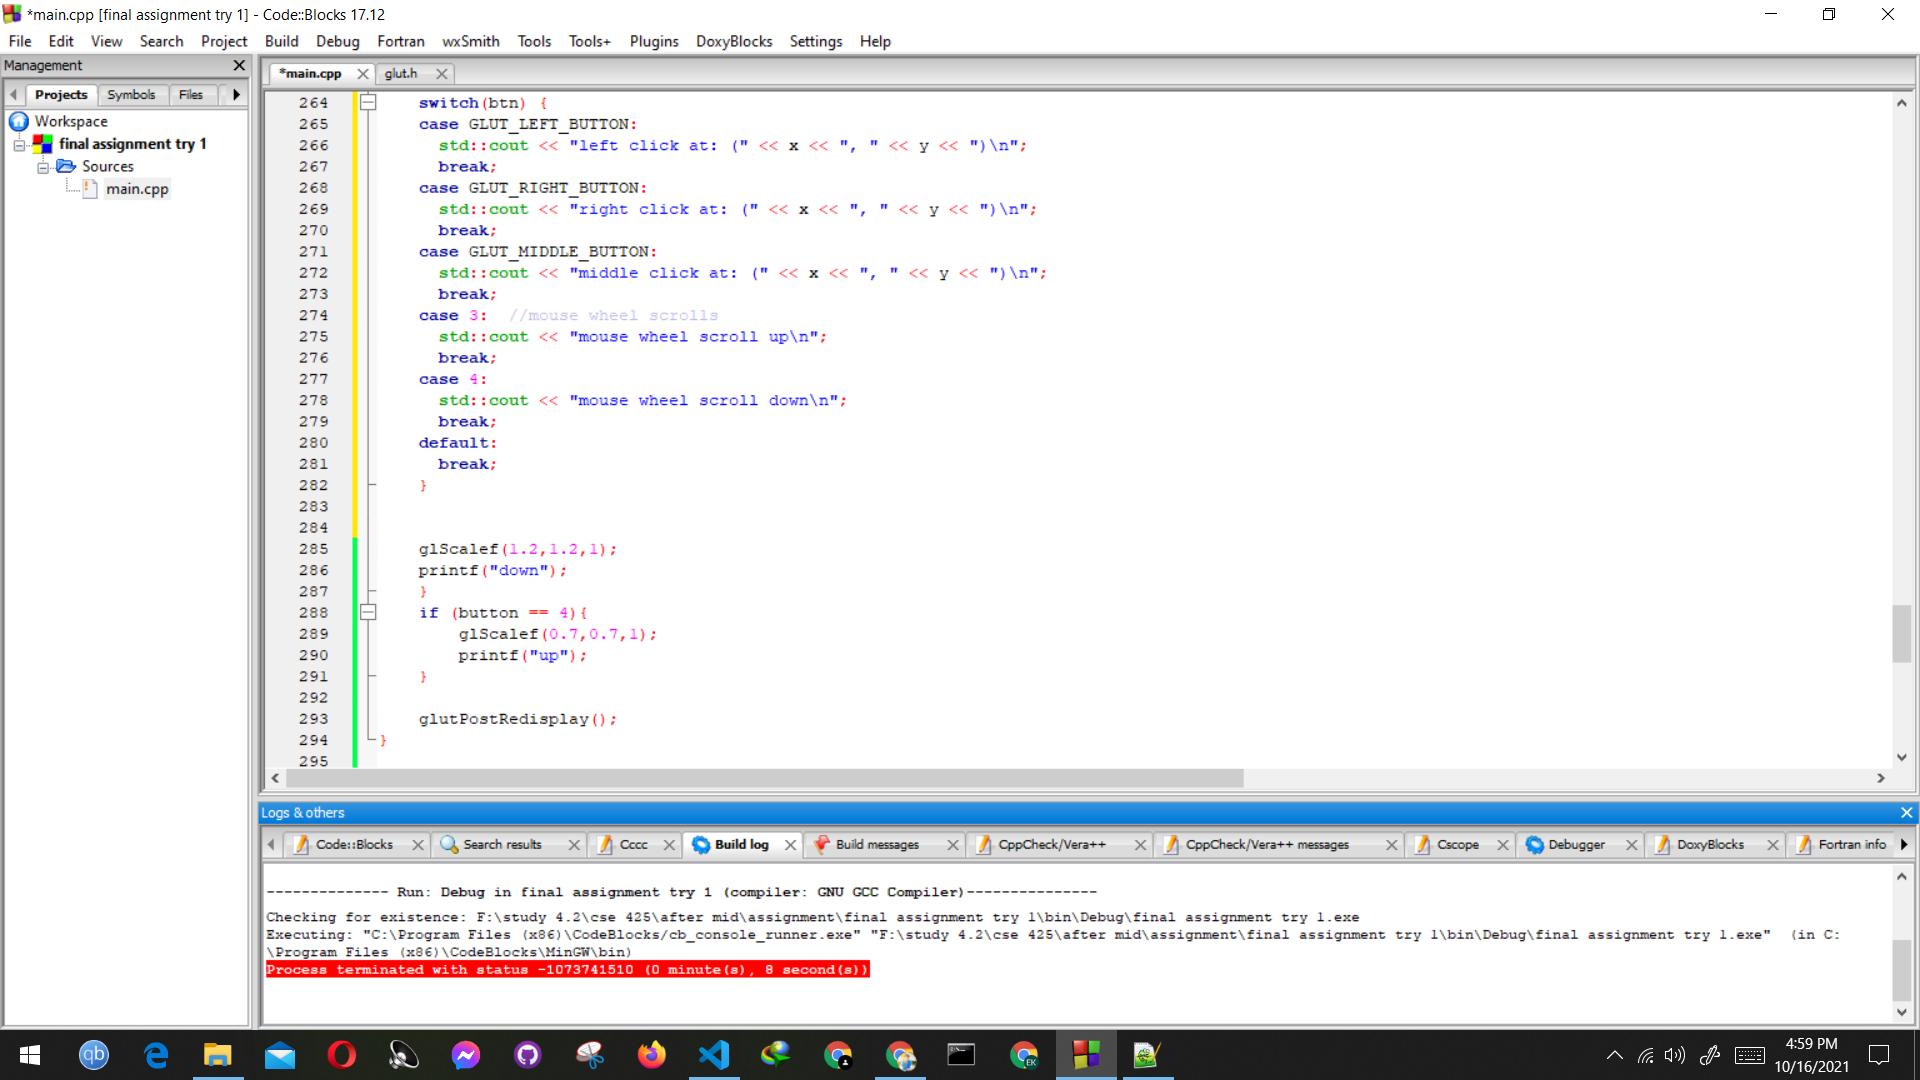 *main.cpp [final assignment try 1] - Code::Blocks 17.12
File Edit View Search Project Build Debug Fortran wxSmith Tools Tools+ Plugins DoxyBlocks Settings Help
Management
*main.cpp glut.h
Projects Symbols Files
Workspace
final assignment try 1
Sources
main.cpp
264 switch(btn) {
265 case GLUT_LEFT_BUTTON:
266 std::cout << "left click at: (" << x << ", " << y << ")\n";
267 break;
268 case GLUT_RIGHT_BUTTON:
269 std::cout << "right click at: (" << x << ", " << y << ")\n";
270 break;
271 case GLUT_MIDDLE_BUTTON:
272 std::cout << "middle click at: (" << x << ", " << y << ")\n";
273 break;
274 case 3: //mouse wheel scrolls
275 std::cout << "mouse wheel scroll up\n";
276 break;
277 case 4:
278 std::cout << "mouse wheel scroll down\n";
279 break;
280 default:
281 break;
282 }
283
284
285 glScalef(1.2,1.2,1);
286 printf("down");
287 }
288 if (button == 4){
289 glScalef(0.7,0.7,1);
290 printf("up");
291 }
292
293 glutPostRedisplay();
294 }
295
Logs & others
Code::Blocks Search results Cccc Build log Build messages CppCheck/Vera++ CppCheck/Vera++ messages Cscope Debugger DoxyBlocks Fortran info
-------------- Run: Debug in final assignment try 1 (compiler: GNU GCC Compiler)---------------
Checking for existence: F:\study 4.2\cse 425\after mid\assignment\final assignment try 1\bin\Debug\final assignment try 1.exe
Executing: "C:\Program Files (x86)\CodeBlocks/cb_console_runner.exe" "F:\study 4.2\cse 425\after mid\assignment\final assignment try 1\bin\Debug\final assignment try 1.exe" (in C:
\Program Files (x86)\CodeBlocks\MinGW\bin)
Process terminated with status -1073741510 (0 minute(s), 8 second(s))
qb
EK
4:59 PM
10/16/2021